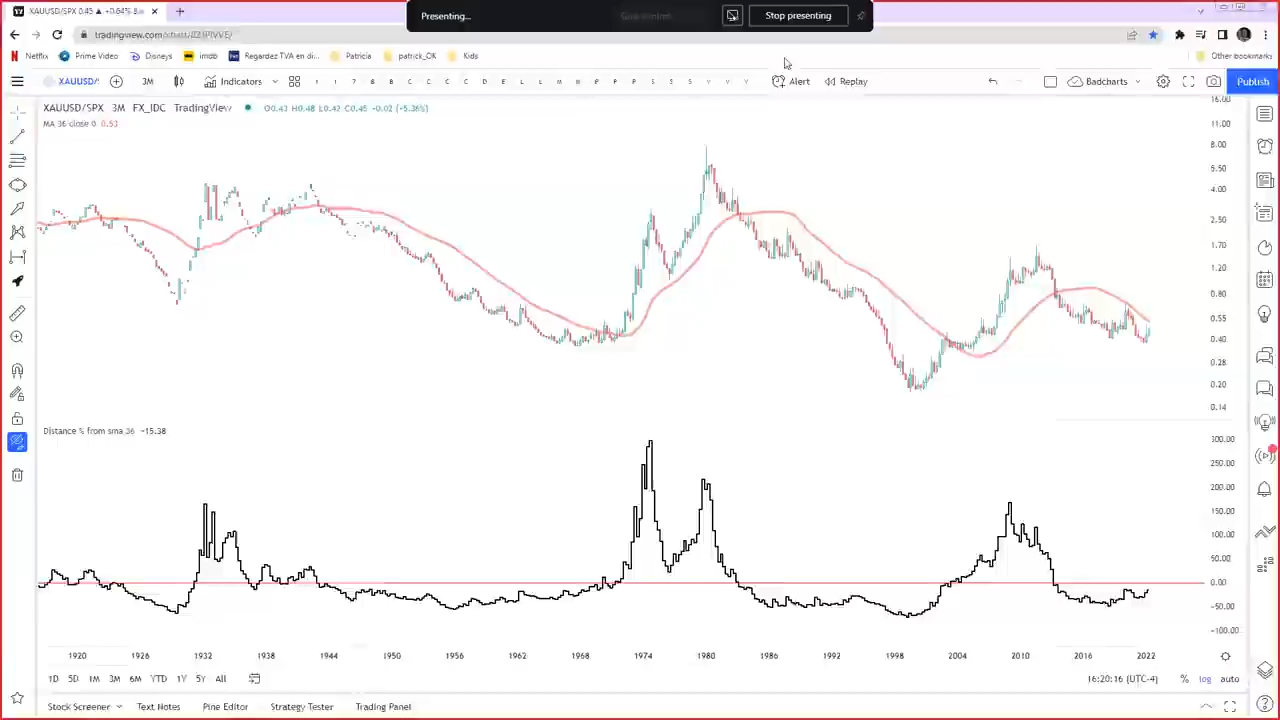 XAUUSD/SPX 0.45 ▲ +0.64%
Presenting...
Stop presenting
Netflix
Prime Video
Disneys
imdb
Regardez TVA en di...
Patricia
patrick_OK
Kids
Other bookmarks
XAUUSD/
3M
Indicators
Alert
Replay
Badcharts
Publish
XAUUSD/SPX 3M FX_IDC TradingView
O0.43 H0.48 L0.42 C0.45 -0.02 (-5.36%)
MA 36 close 0 0.53
16.00
11.00
8.00
5.50
4.00
2.50
1.70
1.20
0.80
0.55
0.40
0.28
0.20
0.14
Distance % from sma 36 -15.38
300.00
250.00
200.00
150.00
100.00
50.00
0.00
-50.00
-100.00
1920 1926 1932 1938 1944 1950 1956 1962 1968 1974 1980 1986 1992 1998 2004 2010 2016 2022
1D 5D 1M 3M 6M YTD 1Y 5Y All
16:20:16 (UTC-4) % log auto
Stock Screener Text Notes Pine Editor Strategy Tester Trading Panel